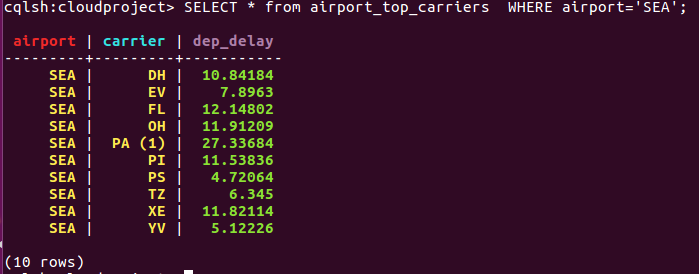 cqlsh:cloudproject> SELECT * from airport_top_carriers  WHERE airport='SEA';
 airport | carrier | dep_delay
---------+---------+-----------
     SEA |      DH |  10.84184
     SEA |      EV |    7.8963
     SEA |      FL |  12.14802
     SEA |      OH |  11.91209
     SEA |  PA (1) |  27.33684
     SEA |      PI |  11.53836
     SEA |      PS |   4.72064
     SEA |      TZ |     6.345
     SEA |      XE |  11.82114
     SEA |      YV |   5.12226
(10 rows)